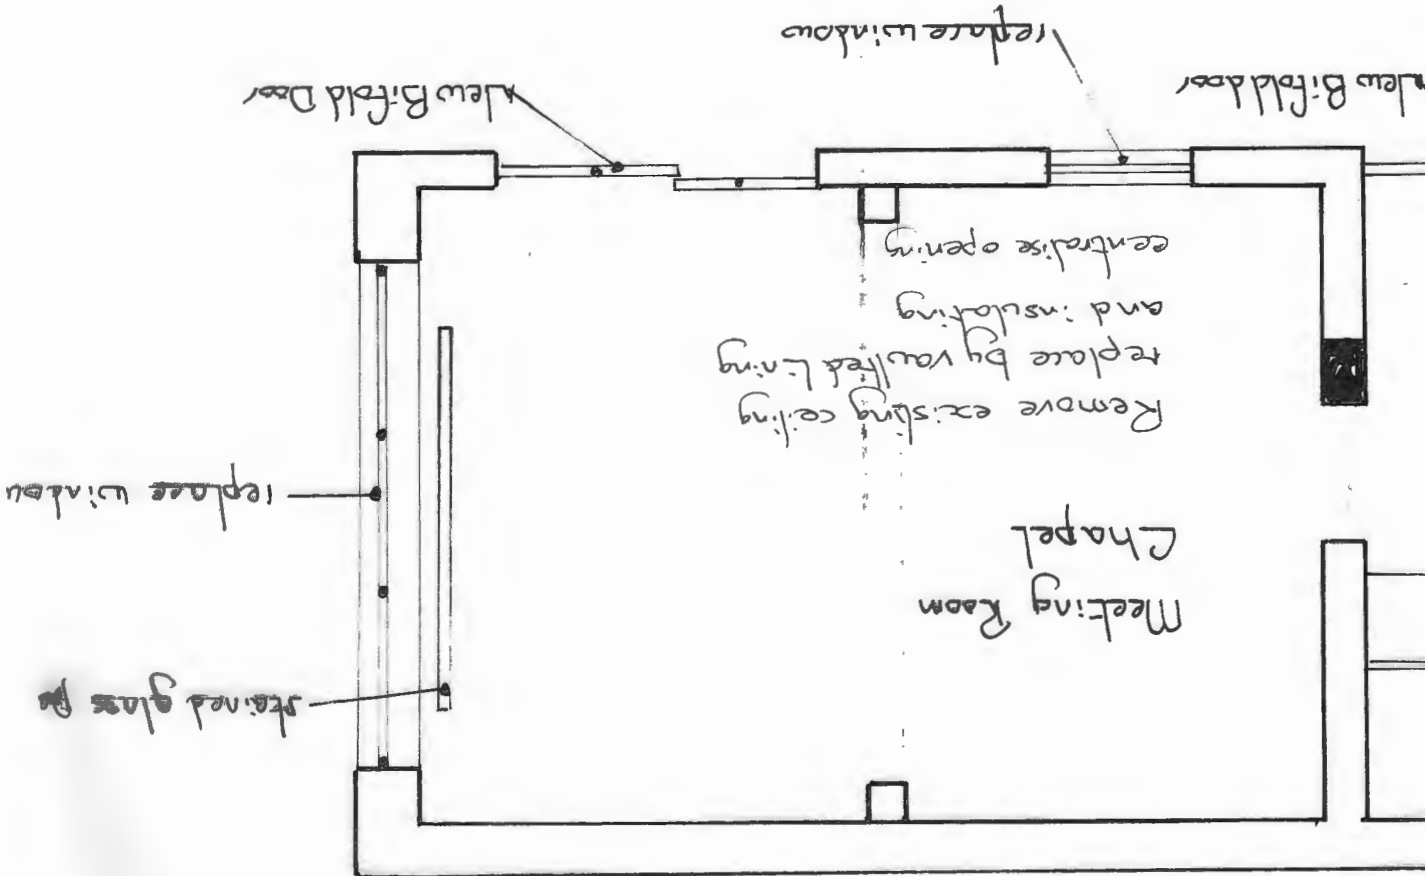 stained glass
Meeting Room
Chapel
replace window
Remove existing ceiling
replace by vaulted Lining
and insulating
centralise opening
New Bifold door
New Bifold Door
replace window